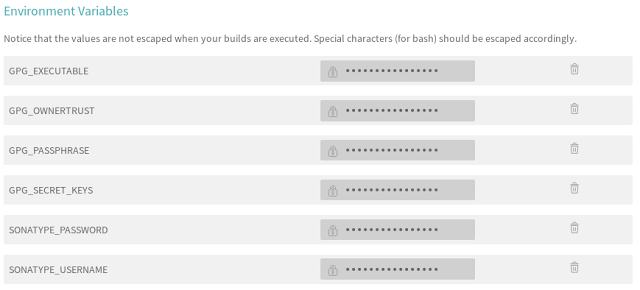 Environment Variables
Notice that the values are not escaped when your builds are executed. Special characters (for bash) should be escaped accordingly.
GPG_EXECUTABLE ••••••••••••••••
GPG_OWNERTRUST ••••••••••••••••
GPG_PASSPHRASE ••••••••••••••••
GPG_SECRET_KEYS ••••••••••••••••
SONATYPE_PASSWORD ••••••••••••••••
SONATYPE_USERNAME ••••••••••••••••